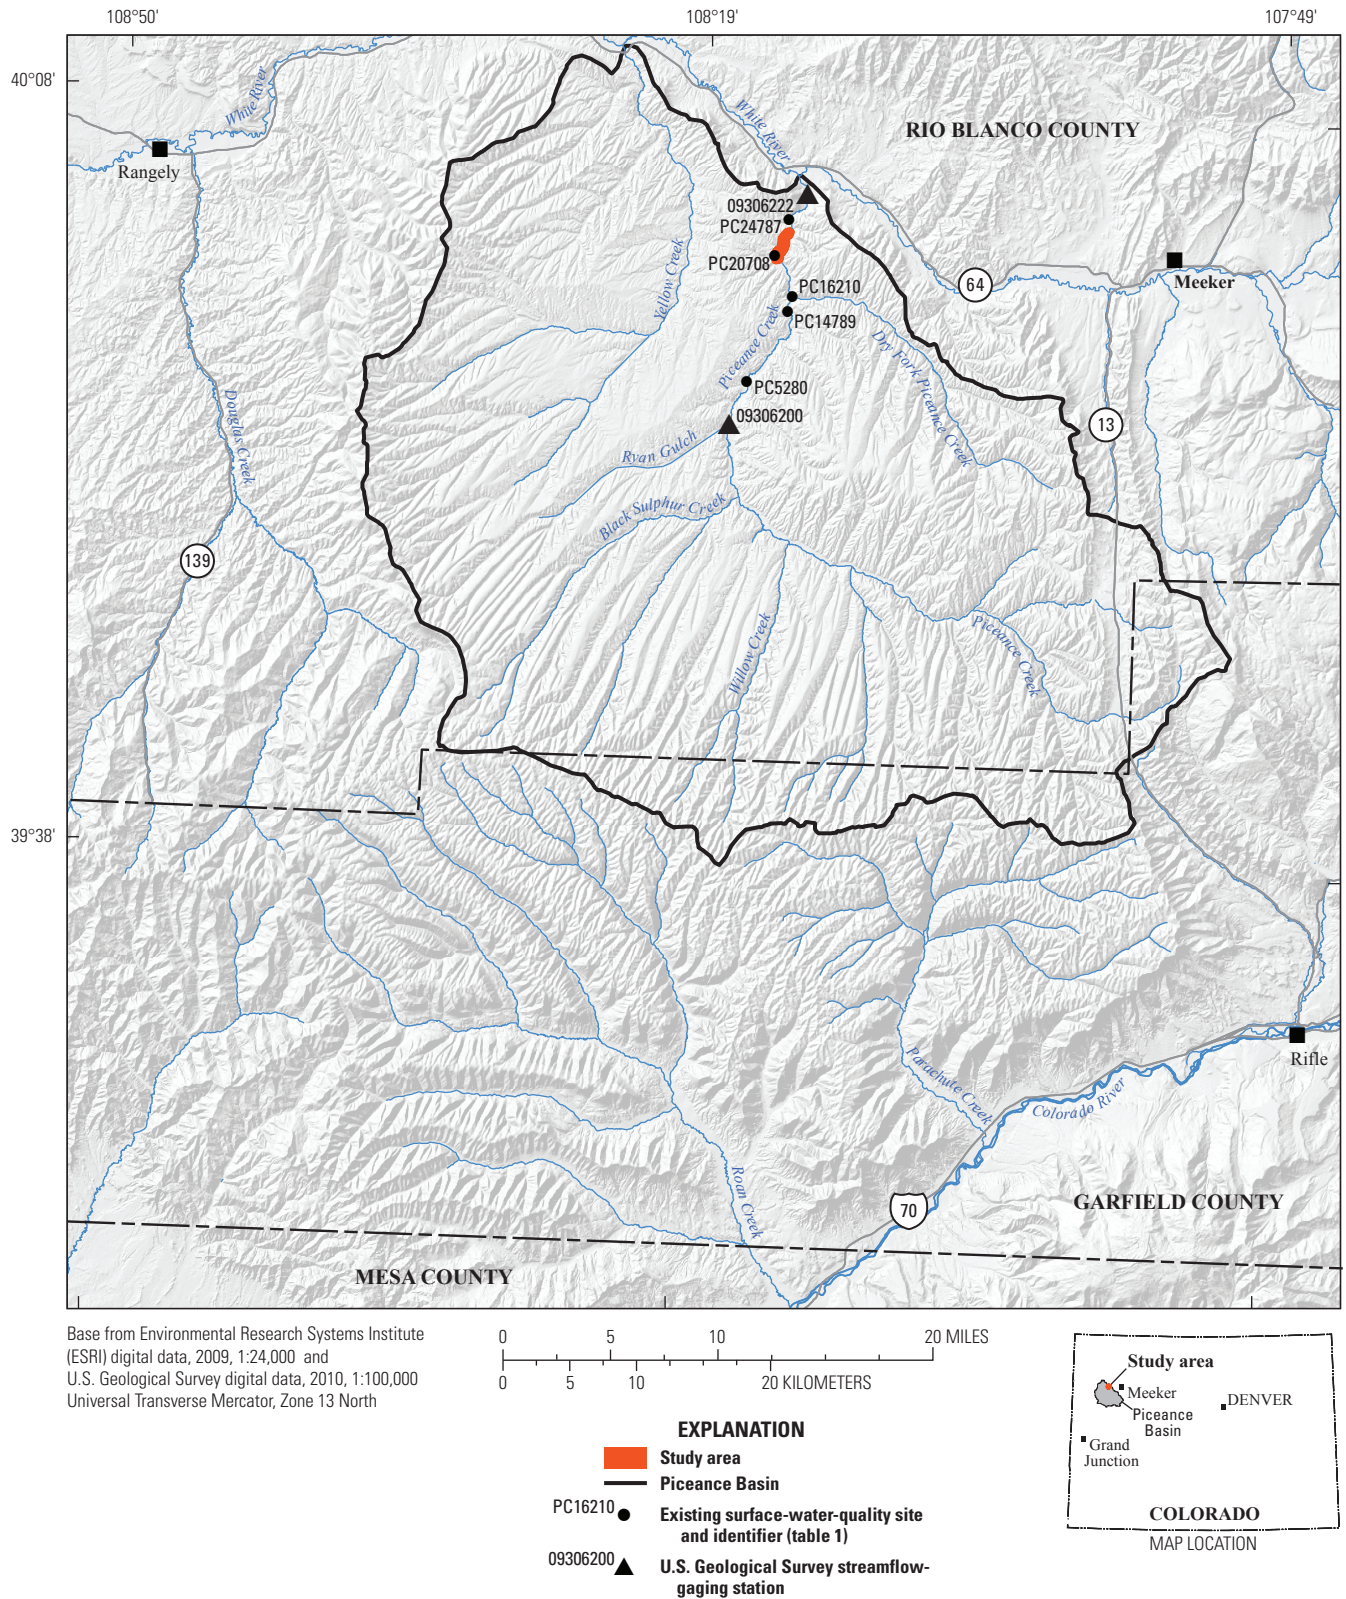 108°50'
108°19'
107°49'
40°08'
39°38'
White River
White River
RIO BLANCO COUNTY
Rangely
09306222
PC24787
PC20708
PC16210
PC14789
PC5280
09306200
Yellow Creek
Piceance Creek
Dry Fork Piceance Creek
64
Meeker
13
Douglas Creek
Ryan Gulch
Black Sulphur Creek
139
Willow Creek
Piceance Creek
Rifle
Parachute Creek
Colorado River
Roan Creek
70
GARFIELD COUNTY
MESA COUNTY
Base from Environmental Research Systems Institute
(ESRI) digital data, 2009, 1:24,000 and
U.S. Geological Survey digital data, 2010, 1:100,000
Universal Transverse Mercator, Zone 13 North
0 5 10 20 MILES
0 5 10 20 KILOMETERS
EXPLANATION
Study area
Piceance Basin
PC16210
Existing surface-water-quality site
and identifier (table 1)
09306200
U.S. Geological Survey streamflow-
gaging station
Study area
Meeker
DENVER
Piceance
Basin
Grand
Junction
COLORADO
MAP LOCATION